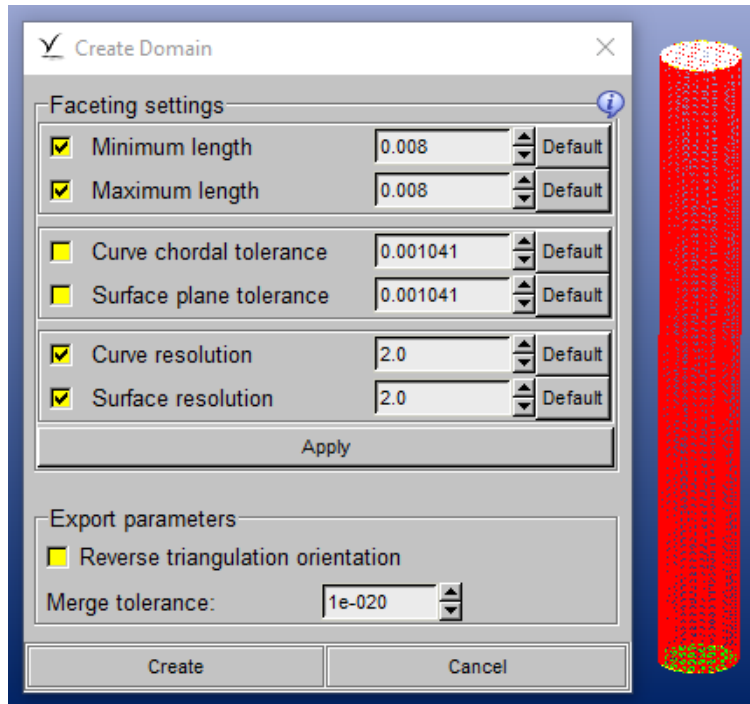 Create Domain
Faceting settings
Minimum length 0.008 Default
Maximum length 0.008 Default
Curve chordal tolerance 0.001041 Default
Surface plane tolerance 0.001041 Default
Curve resolution 2.0 Default
Surface resolution 2.0 Default
Apply
Export parameters
Reverse triangulation orientation
Merge tolerance: 1e-020
Create Cancel